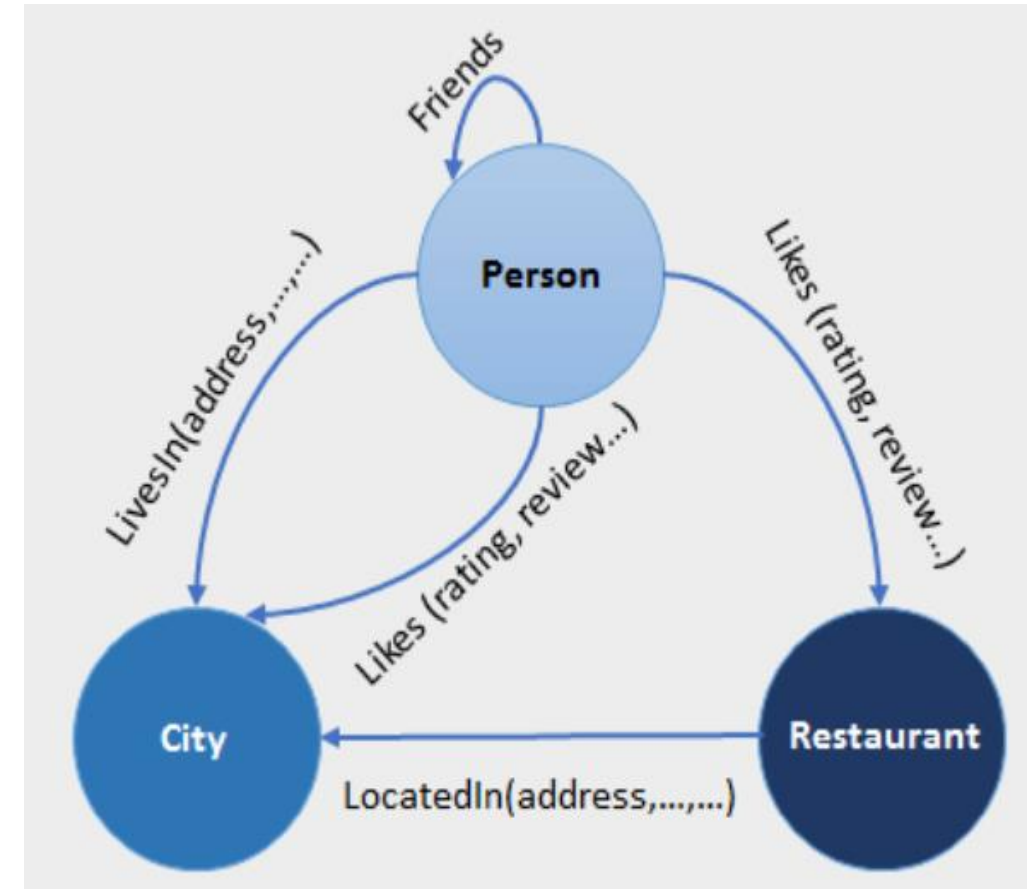 Friends
Person
Likes (rating, review...)
LivesIn(address,...,...)
Likes (rating, review...)
City
Restaurant
LocatedIn(address,...,...)